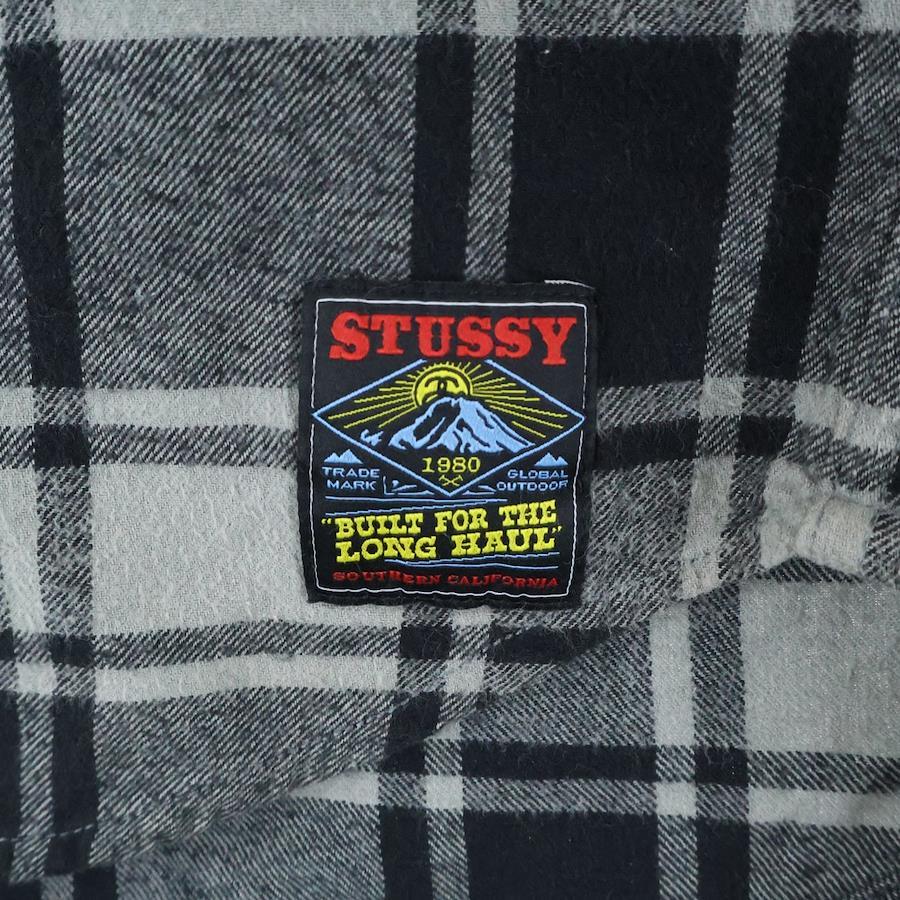 STUSSY
1980
TRADE MARK
GLOBAL OUTDOOR
"BUILT FOR THE
LONG HAUL"
SOUTHERN CALIFORNIA